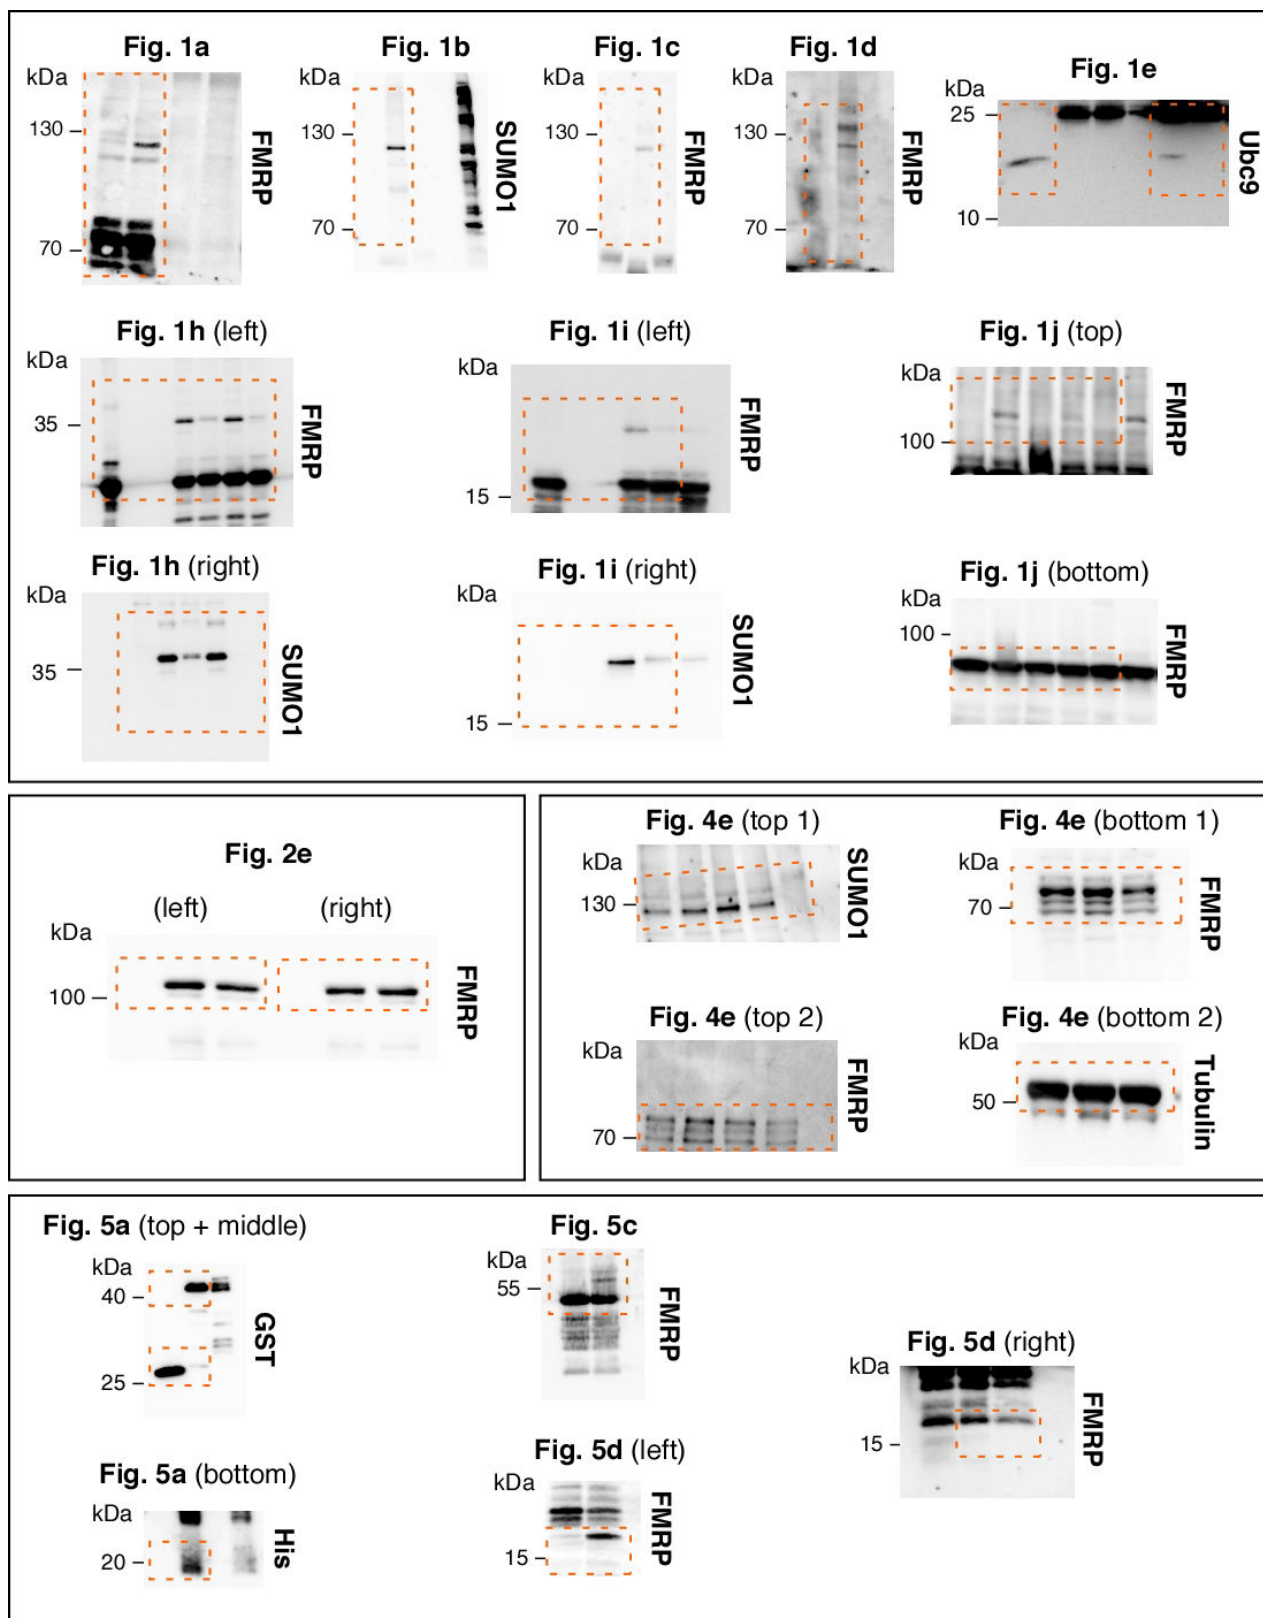 Fig. 1a
kDa
130
70
FMRP
Fig. 1b
kDa
130
70
SUMO1
Fig. 1c
kDa
130
70
FMRP
Fig. 1d
kDa
130
70
FMRP
Fig. 1e
kDa
25
10
Ubc9
Fig. 1h (left)
kDa
35
FMRP
Fig. 1i (left)
kDa
15
FMRP
Fig. 1j (top)
kDa
100
FMRP
Fig. 1h (right)
kDa
35
SUMO1
Fig. 1i (right)
kDa
15
SUMO1
Fig. 1j (bottom)
kDa
100
FMRP
Fig. 2e
(left)
(right)
kDa
100
FMRP
Fig. 4e (top 1)
kDa
130
SUMO1
Fig. 4e (bottom 1)
kDa
70
FMRP
Fig. 4e (top 2)
kDa
70
FMRP
Fig. 4e (bottom 2)
kDa
50
Tubulin
Fig. 5a (top + middle)
kDa
40
25
GST
Fig. 5c
kDa
55
FMRP
Fig. 5d (right)
kDa
15
FMRP
Fig. 5a (bottom)
kDa
20
His
Fig. 5d (left)
kDa
15
FMRP